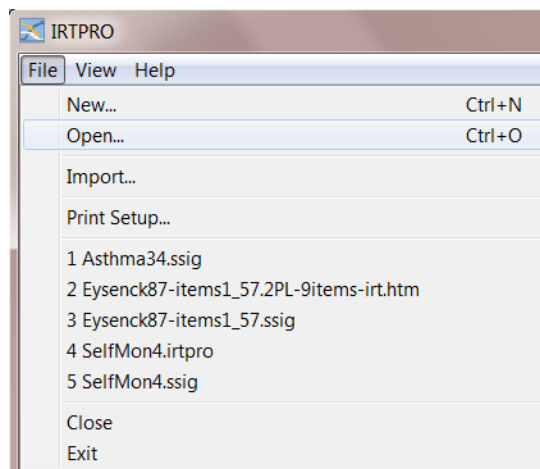 IRTPRO
File View Help
New... Ctrl+N
Open... Ctrl+O
Import...
Print Setup...
1 Asthma34.ssig
2 Eysenck87-items1_57.2PL-9items-irt.htm
3 Eysenck87-items1_57.ssig
4 SelfMon4.irtpro
5 SelfMon4.ssig
Close
Exit